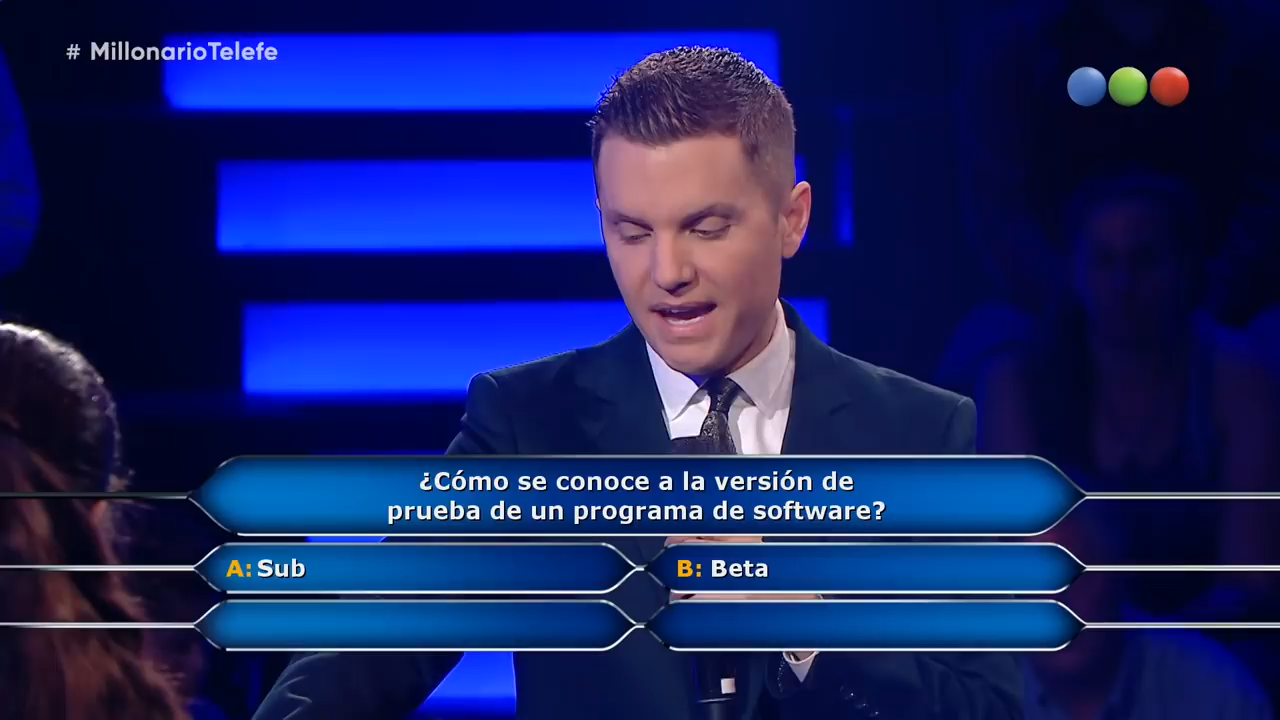 # MillonarioTelefe
¿Cómo se conoce a la versión de
prueba de un programa de software?
A: Sub
B: Beta